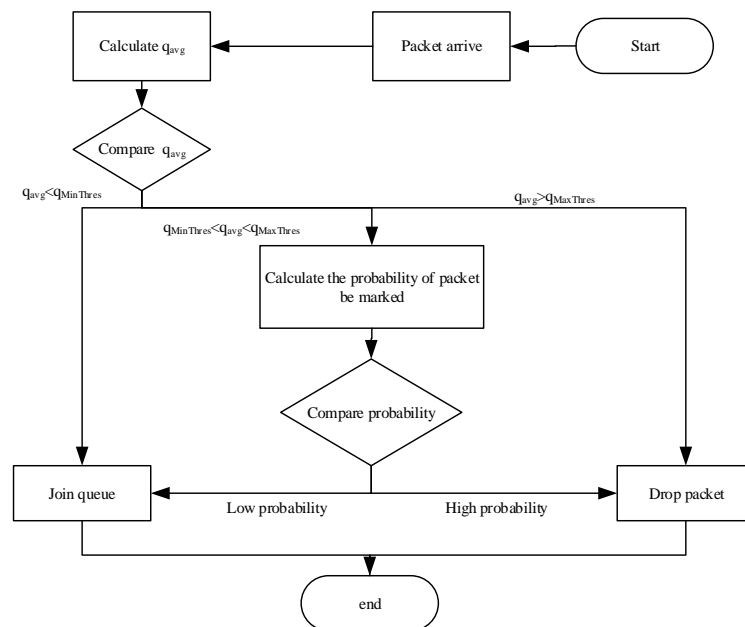 Calculate qavg
Packet arrive
Start
Compare qavg
qavg<qMinThres
qavg>qMaxThres
qMinThres<qavg<qMaxThres
Calculate the probability of packet
be marked
Compare probability
Join queue
Low probability
High probability
Drop packet
end